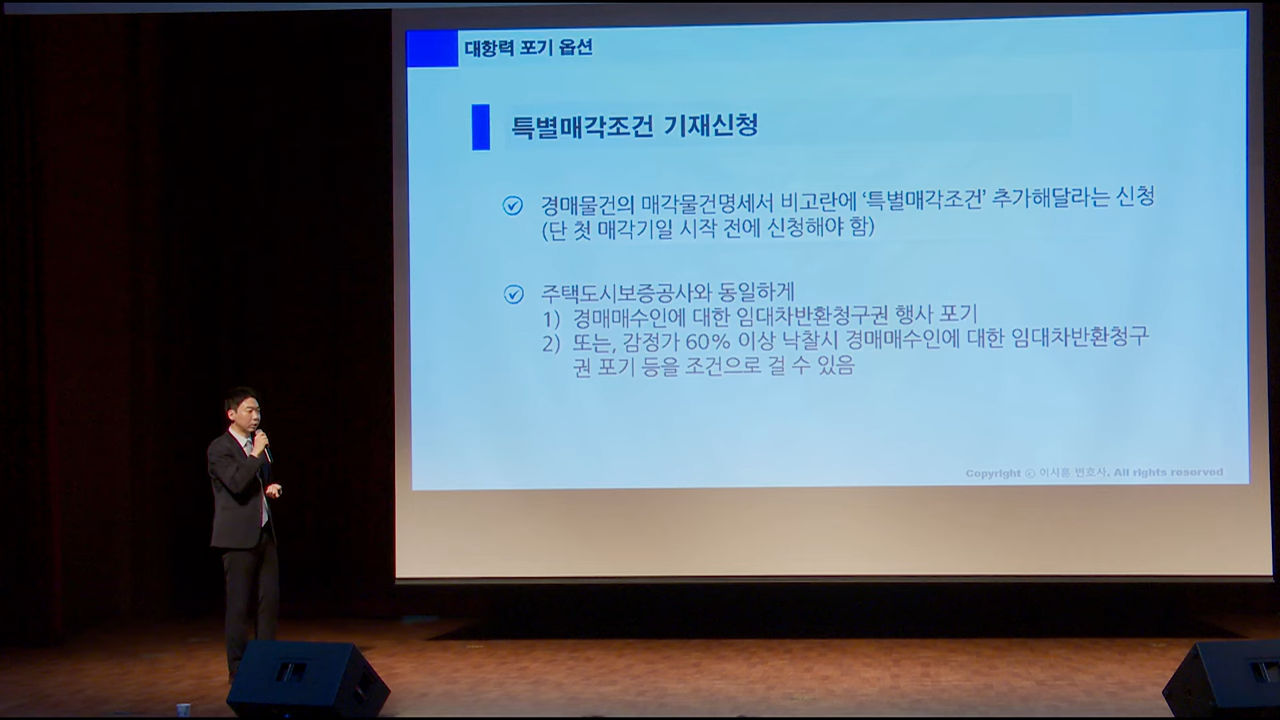 대항력 포기 옵션
특별매각조건 기재신청
경매물건의 매각물건명세서 비고란에 ‘특별매각조건’ 추가해달라는 신청
(단 첫 매각기일 시작 전에 신청해야 함)
주택도시보증공사와 동일하게
1) 경매매수인에 대한 임대차반환청구권 행사 포기
2) 또는, 감정가 60% 이상 낙찰시 경매매수인에 대한 임대차반환청구
권 포기 등을 조건으로 걸 수 있음
Copyright ⓒ 이시훈 변호사. All rights reserved